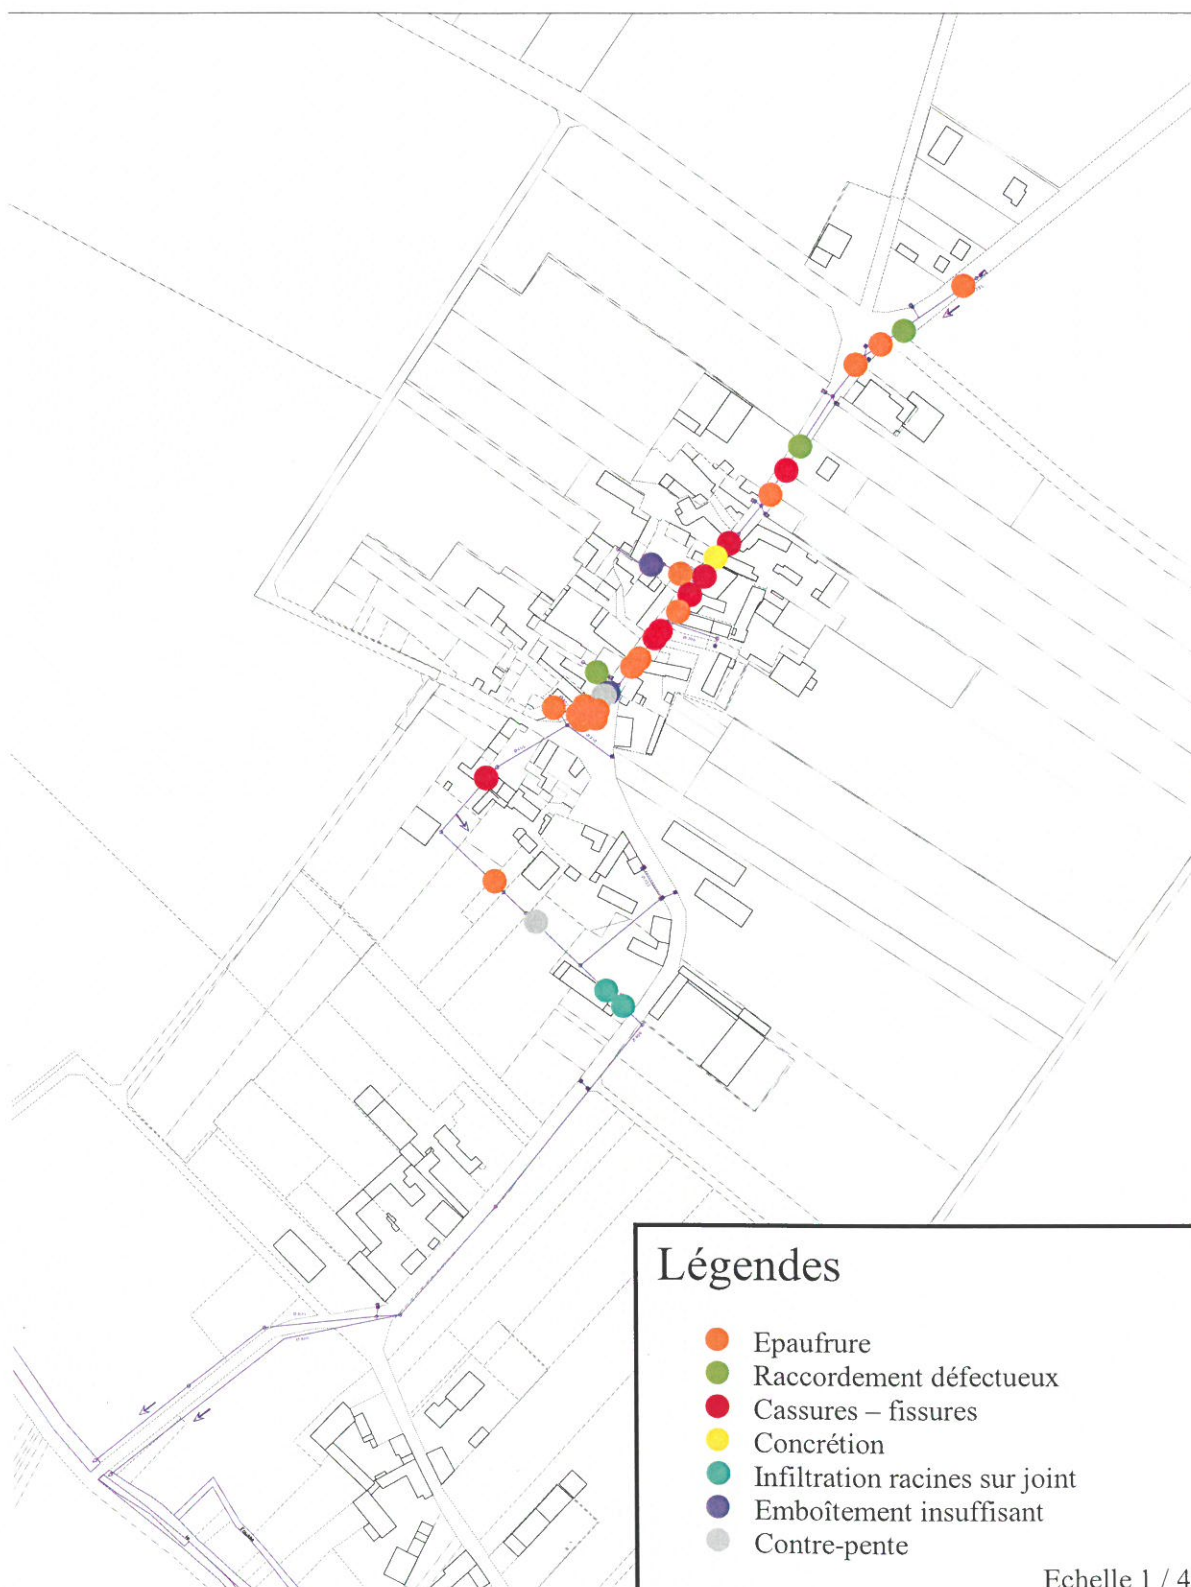 Légendes
Epaufrure
Raccordement défectueux
Cassures – fissures
Concrétion
Infiltration racines sur joint
Emboîtement insuffisant
Contre-pente
Echelle 1 / 4